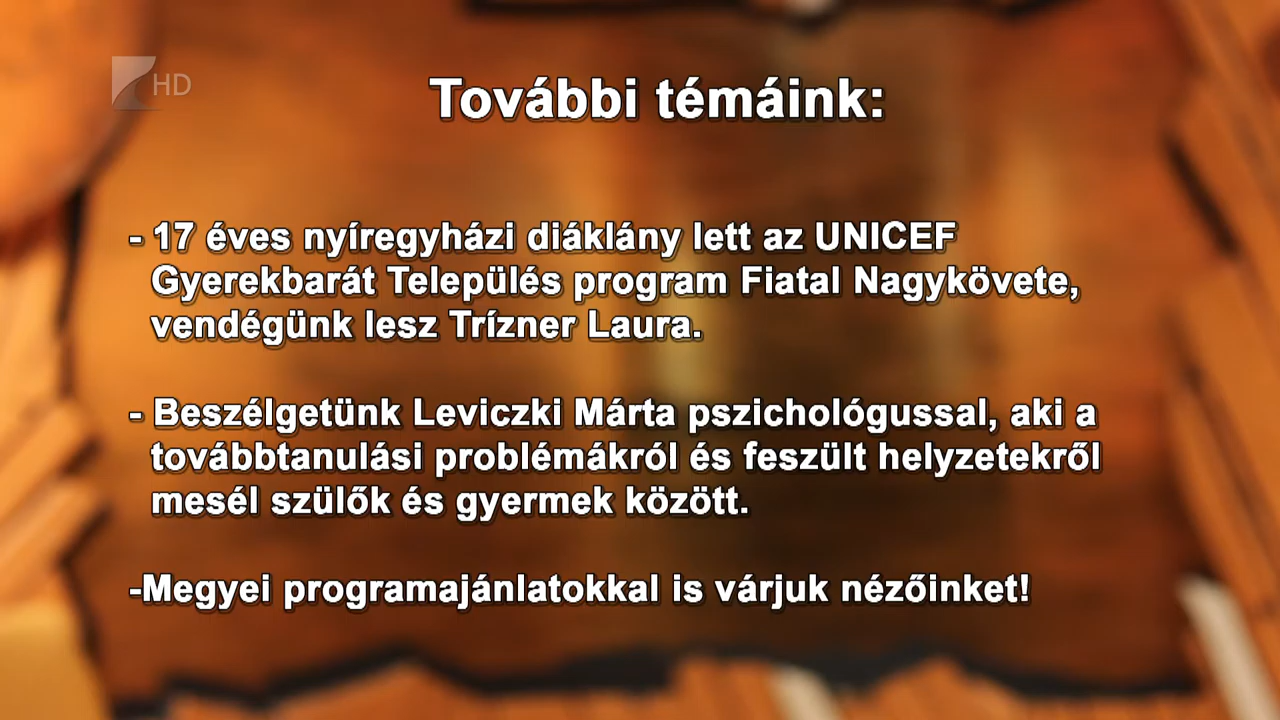 HD
További témáink:
- 17 éves nyíregyházi diáklány lett az UNICEF
Gyerekbarát Település program Fiatal Nagykövete,
vendégünk lesz Trízner Laura.
- Beszélgetünk Leviczki Márta pszichológussal, aki a
továbbtanulási problémákról és feszült helyzetekről
mesél szülők és gyermek között.
-Megyei programajánlatokkal is várjuk nézőinket!